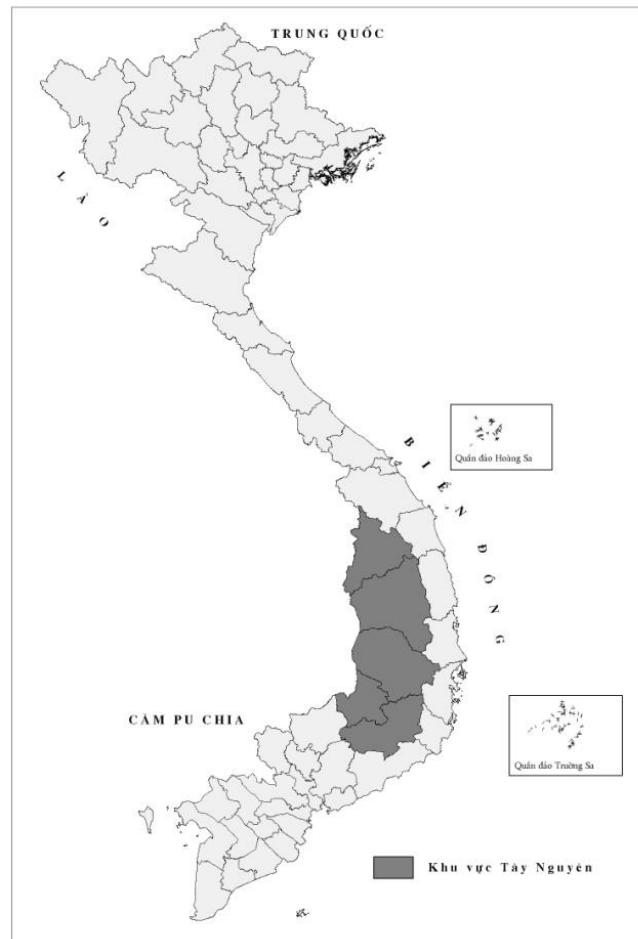 TRUNG QUỐC
LÀO
BIỂN ĐÔNG
Quần đảo Hoàng Sa
CĂM PU CHIA
Quần đảo Trường Sa
Khu vực Tây Nguyên